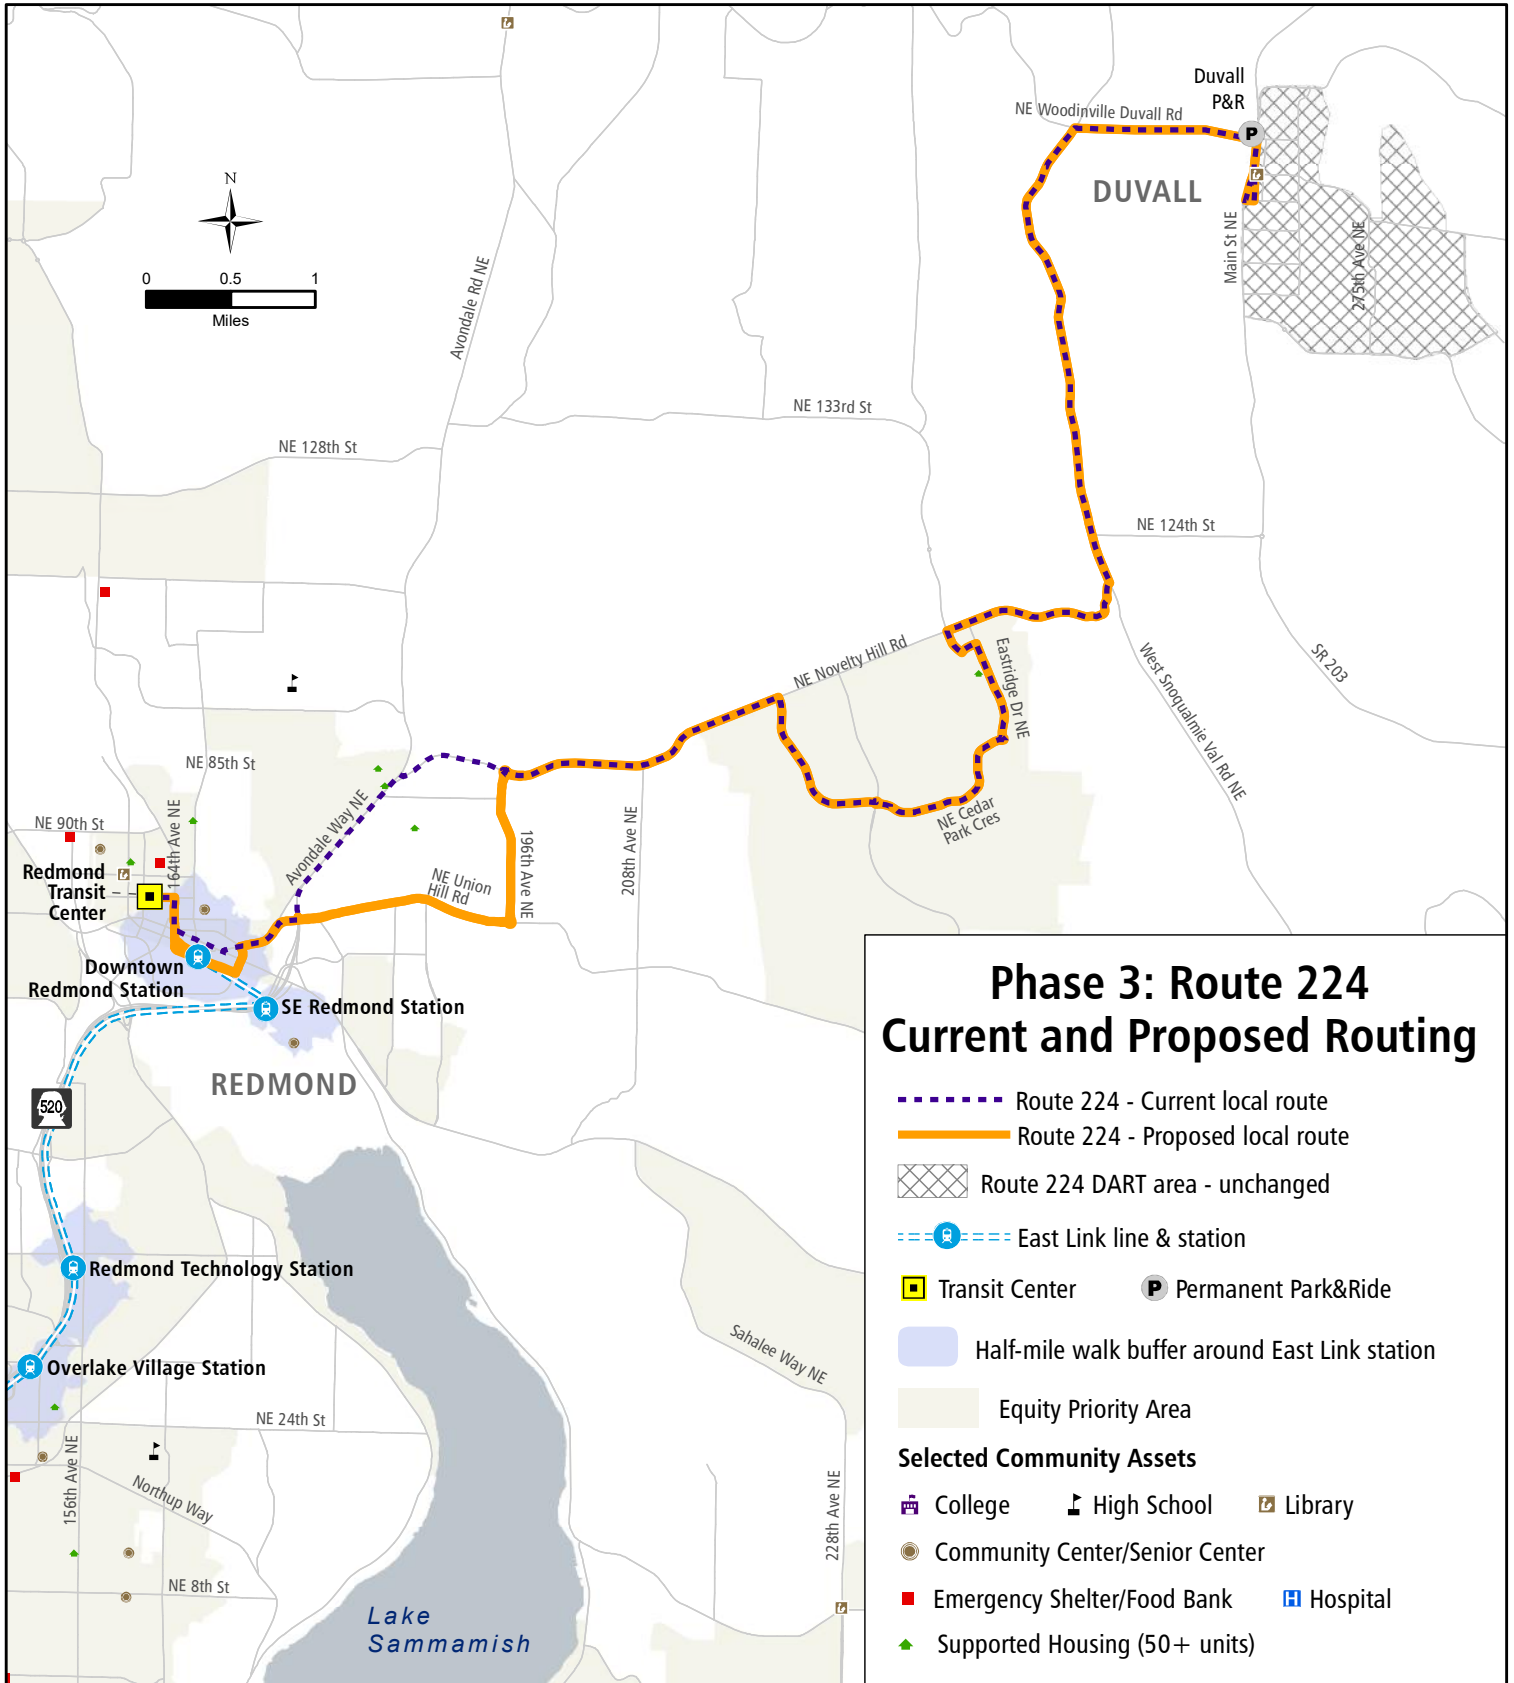 Duvall
P&R
NE Woodinville Duvall Rd
DUVALL
N
0 0.5 1
Miles
Main St NE
275th Ave NE
Avondale Rd NE
NE 133rd St
NE 128th St
NE 124th St
NE Novelty Hill Rd
Eastridge Dr NE
West Snoqualmie Val Rd NE
SR 203
NE 85th St
Avondale Way NE
164th Ave NE
NE 90th St
NE Cedar
Park Cres
208th Ave NE
196th Ave NE
NE Union
Hill Rd
Redmond
Transit
Center
Downtown
Redmond Station
SE Redmond Station
REDMOND
520
Redmond Technology Station
Overlake Village Station
Sahalee Way NE
NE 24th St
156th Ave NE
Northup Way
228th Ave NE
NE 8th St
Lake
Sammamish
P
Phase 3: Route 224
Current and Proposed Routing
Route 224 - Current local route
Route 224 - Proposed local route
Route 224 DART area - unchanged
East Link line & station
Transit Center
P Permanent Park&Ride
Half-mile walk buffer around East Link station
Equity Priority Area
Selected Community Assets
College
High School
Library
Community Center/Senior Center
Emergency Shelter/Food Bank
H Hospital
Supported Housing (50+ units)